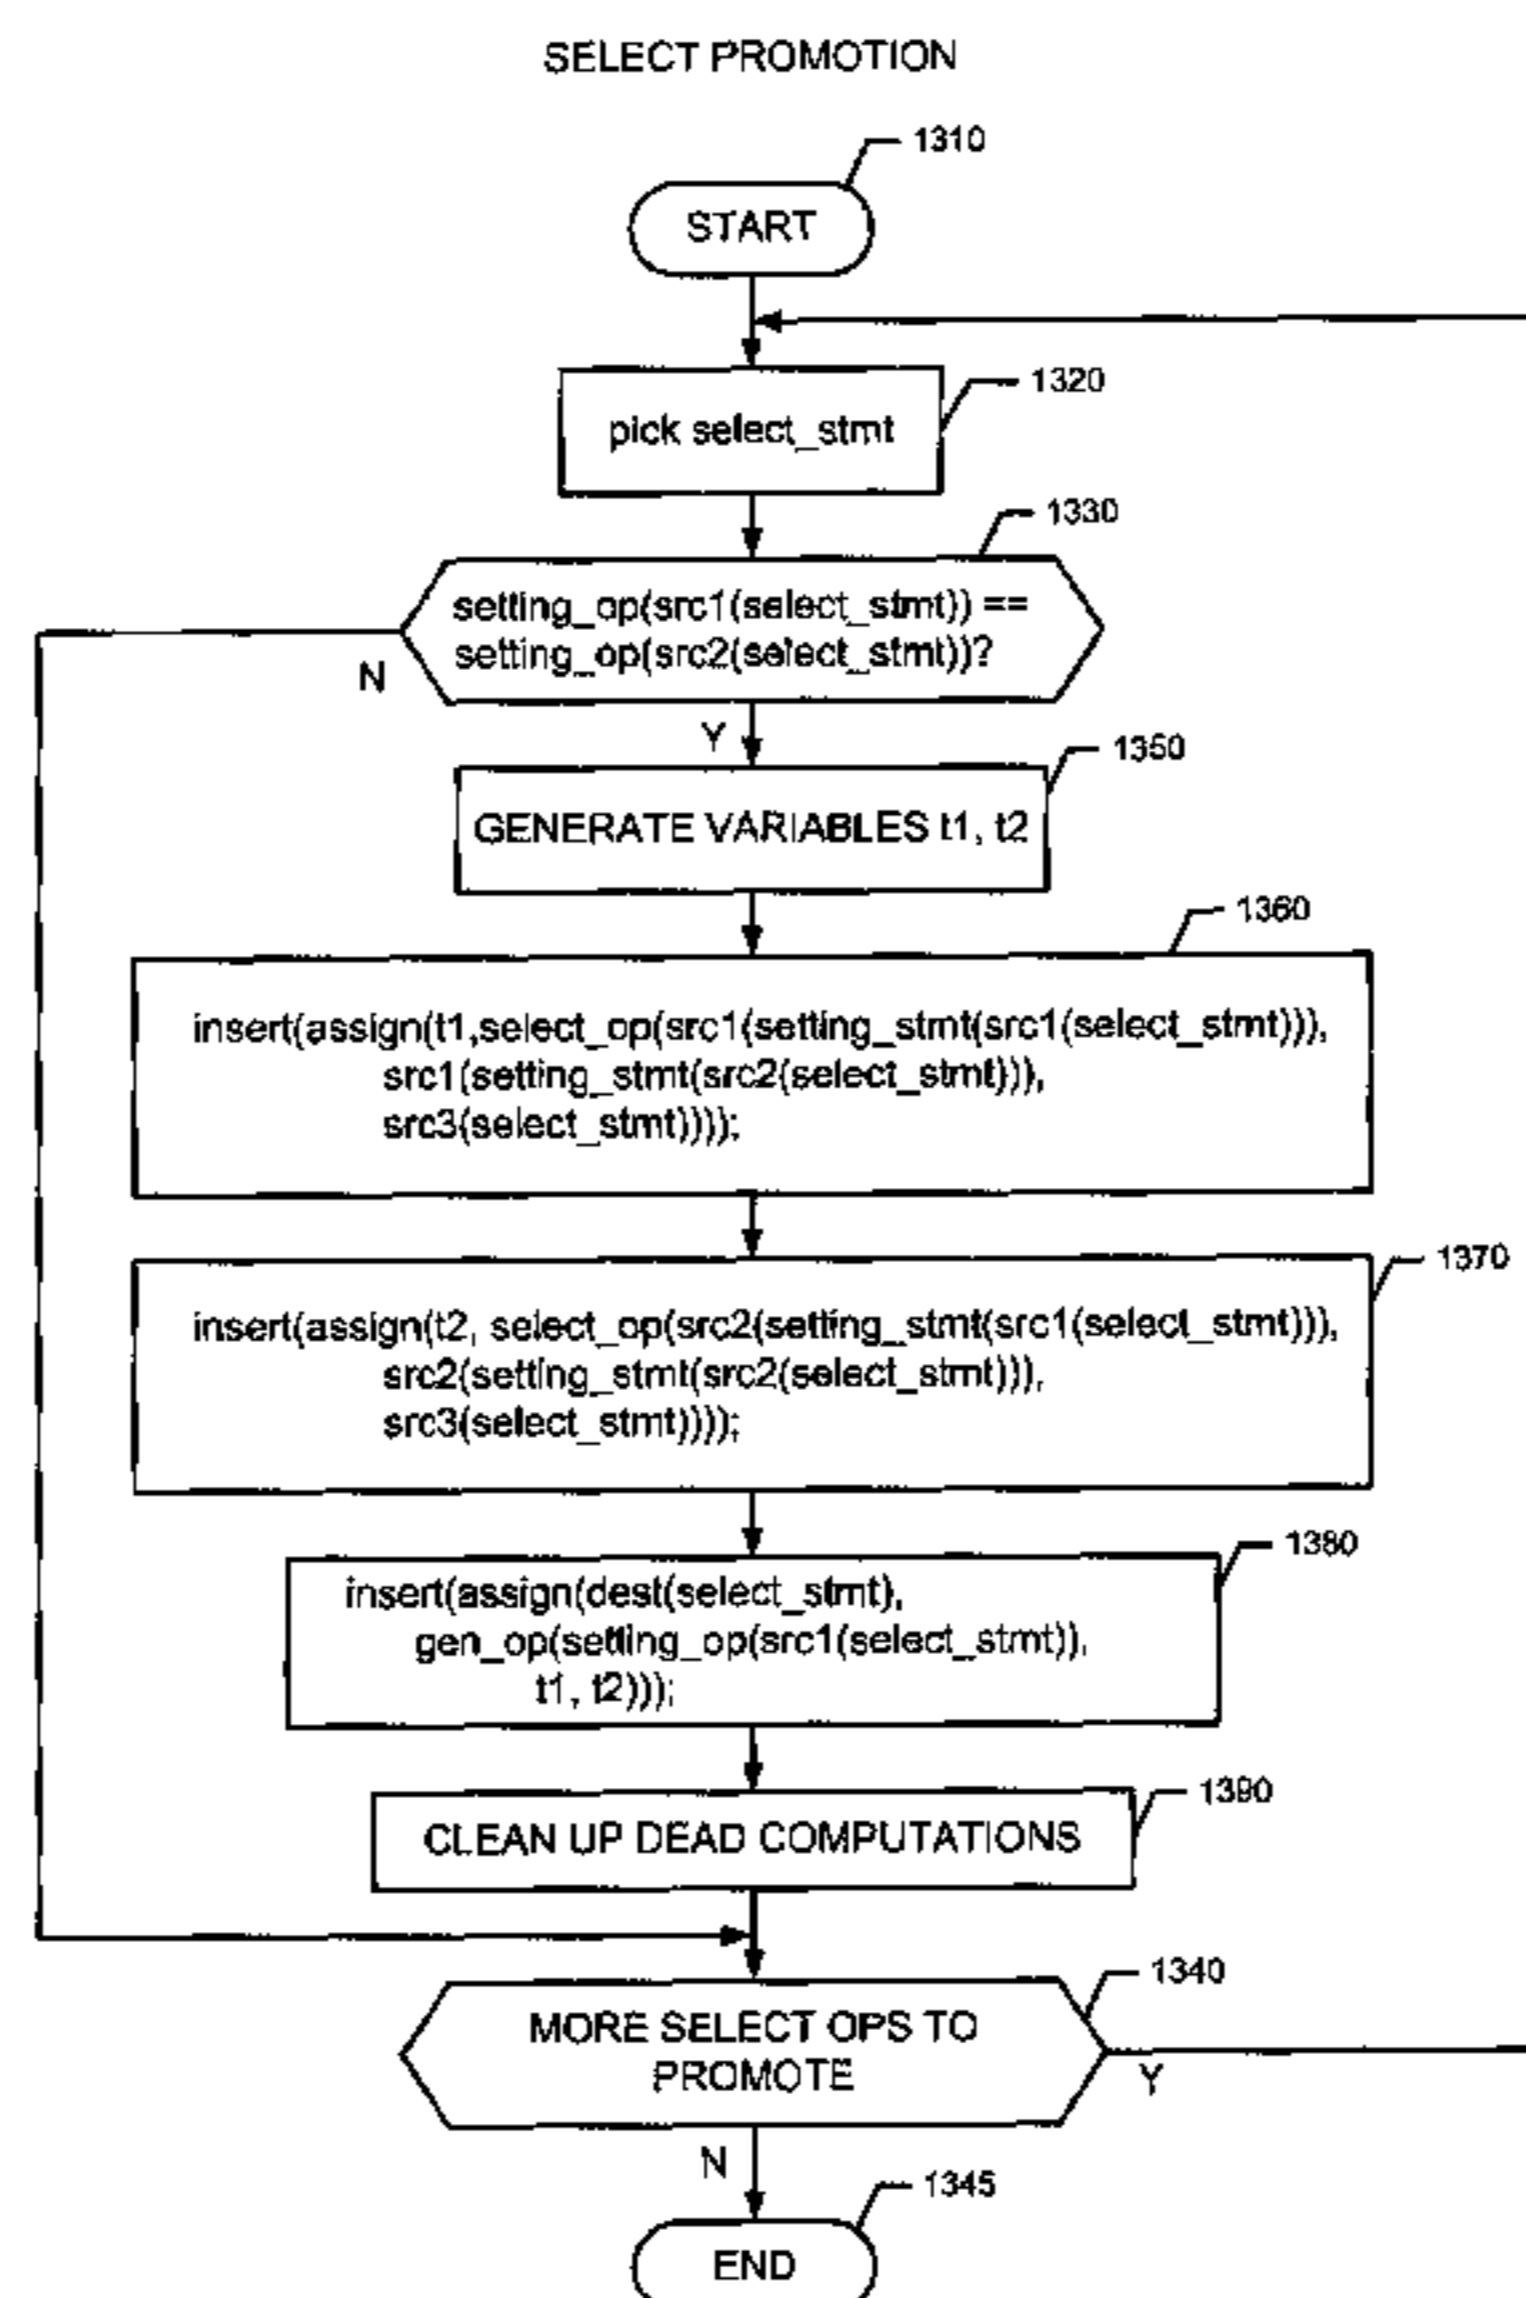 SELECT PROMOTION
1310
START
1320
pick select_stmt
1330
setting_op(src1(select_stmt)) ==
setting_op(src2(select_stmt))?
N
Y
1350
GENERATE VARIABLES t1, t2
1360
insert(assign(t1,select_op(src1(setting_stmt(src1(select_stmt))),
src1(setting_stmt(src2(select_stmt))),
src3(select_stmt))));
1370
insert(assign(t2, select_op(src2(setting_stmt(src1(select_stmt))),
src2(setting_stmt(src2(select_stmt))),
src3(select_stmt))));
1380
insert(assign(dest(select_stmt),
gen_op(setting_op(src1(select_stmt)),
t1, t2)));
1390
CLEAN UP DEAD COMPUTATIONS
1340
MORE SELECT OPS TO
PROMOTE
Y
N
1345
END